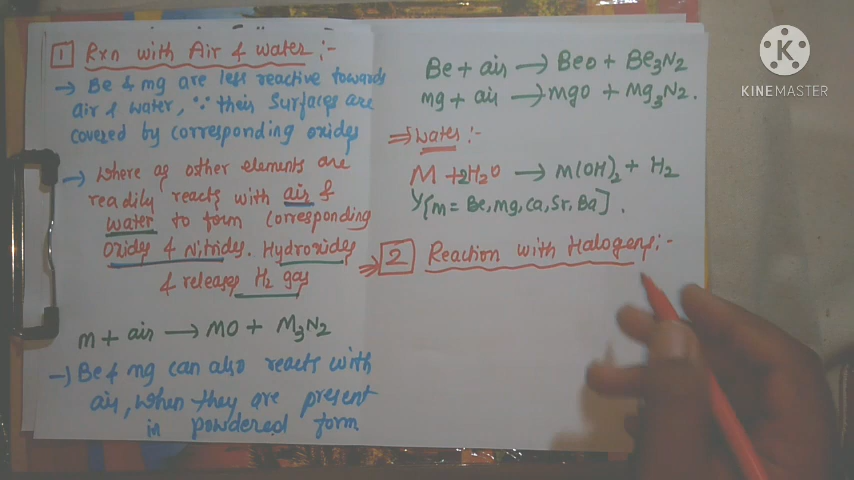 1 Rxn with Air & water :-
→ Be & mg are less reactive towards
air & water, ∵ their surfaces are
covered by corresponding oxides
→ Where as other elements are
readily reacts with air &
water to form corresponding
Oxides & Nitrides. Hydroxides
& releases H₂ gas
M + air → MO + M₃N₂
→ Be & mg can also reacts with
air, when they are present
in powdered form
Be + air → BeO + Be₃N₂
mg + air → mgO + Mg₃N₂.
⇒ Water :-
M + 2H₂O → M(OH)₂ + H₂
[M = Be, Mg, Ca, Sr, Ba].
⇒ 2 Reaction with Halogens :-
KINEMASTER